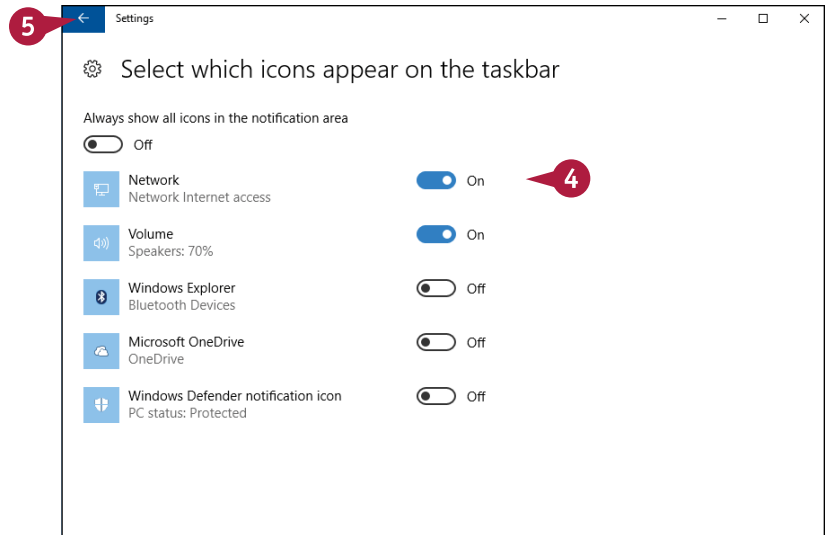 5
Settings
Select which icons appear on the taskbar
Always show all icons in the notification area
Off
Network
Network Internet access
On
4
Volume
Speakers: 70%
On
Windows Explorer
Bluetooth Devices
Off
Microsoft OneDrive
OneDrive
Off
Windows Defender notification icon
PC status: Protected
Off